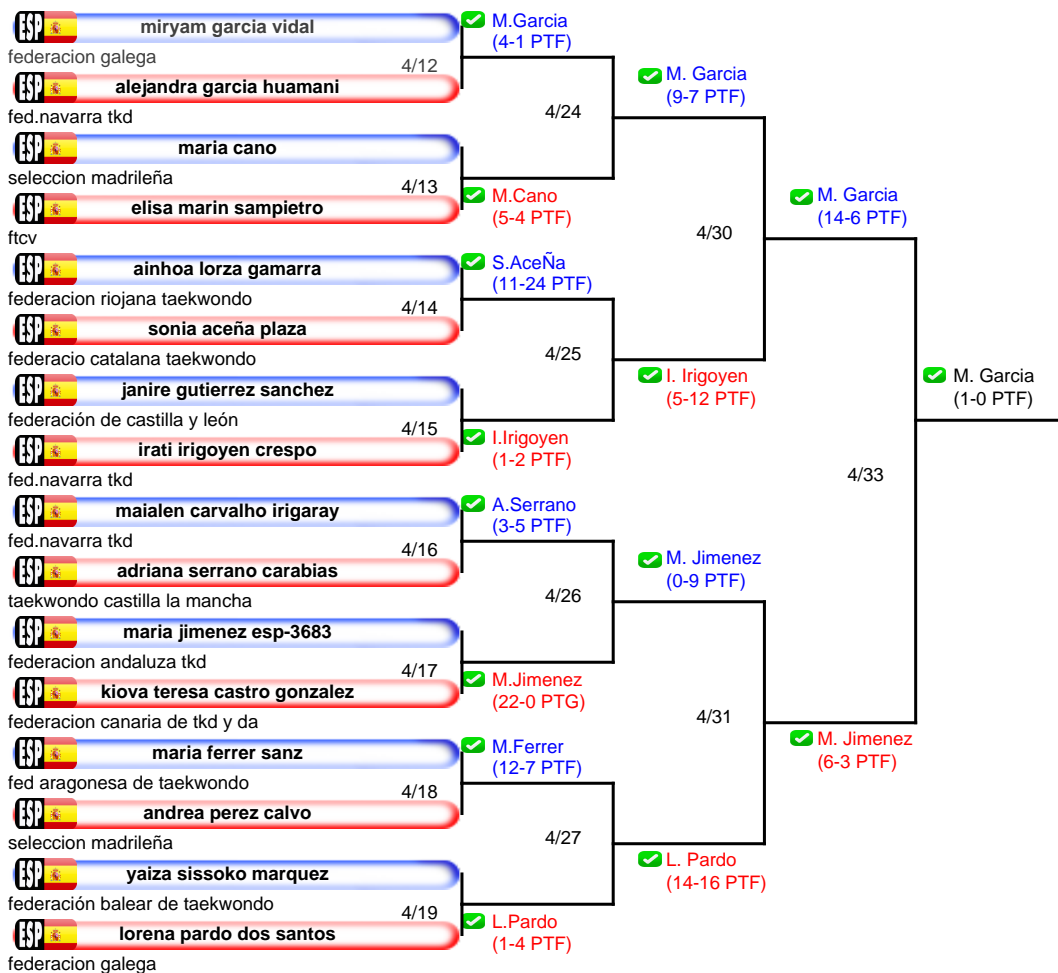 ESP miryam garcia vidal
federacion galega
4/12
ESP alejandra garcia huamani
fed.navarra tkd
ESP maria cano
seleccion madrileña
4/13
ESP elisa marin sampietro
ftcv
ESP ainhoa lorza gamarra
federacion riojana taekwondo
4/14
ESP sonia aceña plaza
federacio catalana taekwondo
ESP janire gutierrez sanchez
federación de castilla y león
4/15
ESP irati irigoyen crespo
fed.navarra tkd
ESP maialen carvalho irigaray
fed.navarra tkd
4/16
ESP adriana serrano carabias
taekwondo castilla la mancha
ESP maria jimenez esp-3683
federacion andaluza tkd
4/17
ESP kiova teresa castro gonzalez
federacion canaria de tkd y da
ESP maria ferrer sanz
fed aragonesa de taekwondo
4/18
ESP andrea perez calvo
seleccion madrileña
ESP yaiza sissoko marquez
federación balear de taekwondo
4/19
ESP lorena pardo dos santos
federacion galega
M.Garcia
(4-1 PTF)
4/24
M.Cano
(5-4 PTF)
S.AceÑa
(11-24 PTF)
4/25
I.Irigoyen
(1-2 PTF)
A.Serrano
(3-5 PTF)
4/26
M.Jimenez
(22-0 PTG)
M.Ferrer
(12-7 PTF)
4/27
L.Pardo
(1-4 PTF)
M. Garcia
(9-7 PTF)
4/30
I. Irigoyen
(5-12 PTF)
M. Jimenez
(0-9 PTF)
4/31
L. Pardo
(14-16 PTF)
M. Garcia
(14-6 PTF)
4/33
M. Jimenez
(6-3 PTF)
M. Garcia
(1-0 PTF)